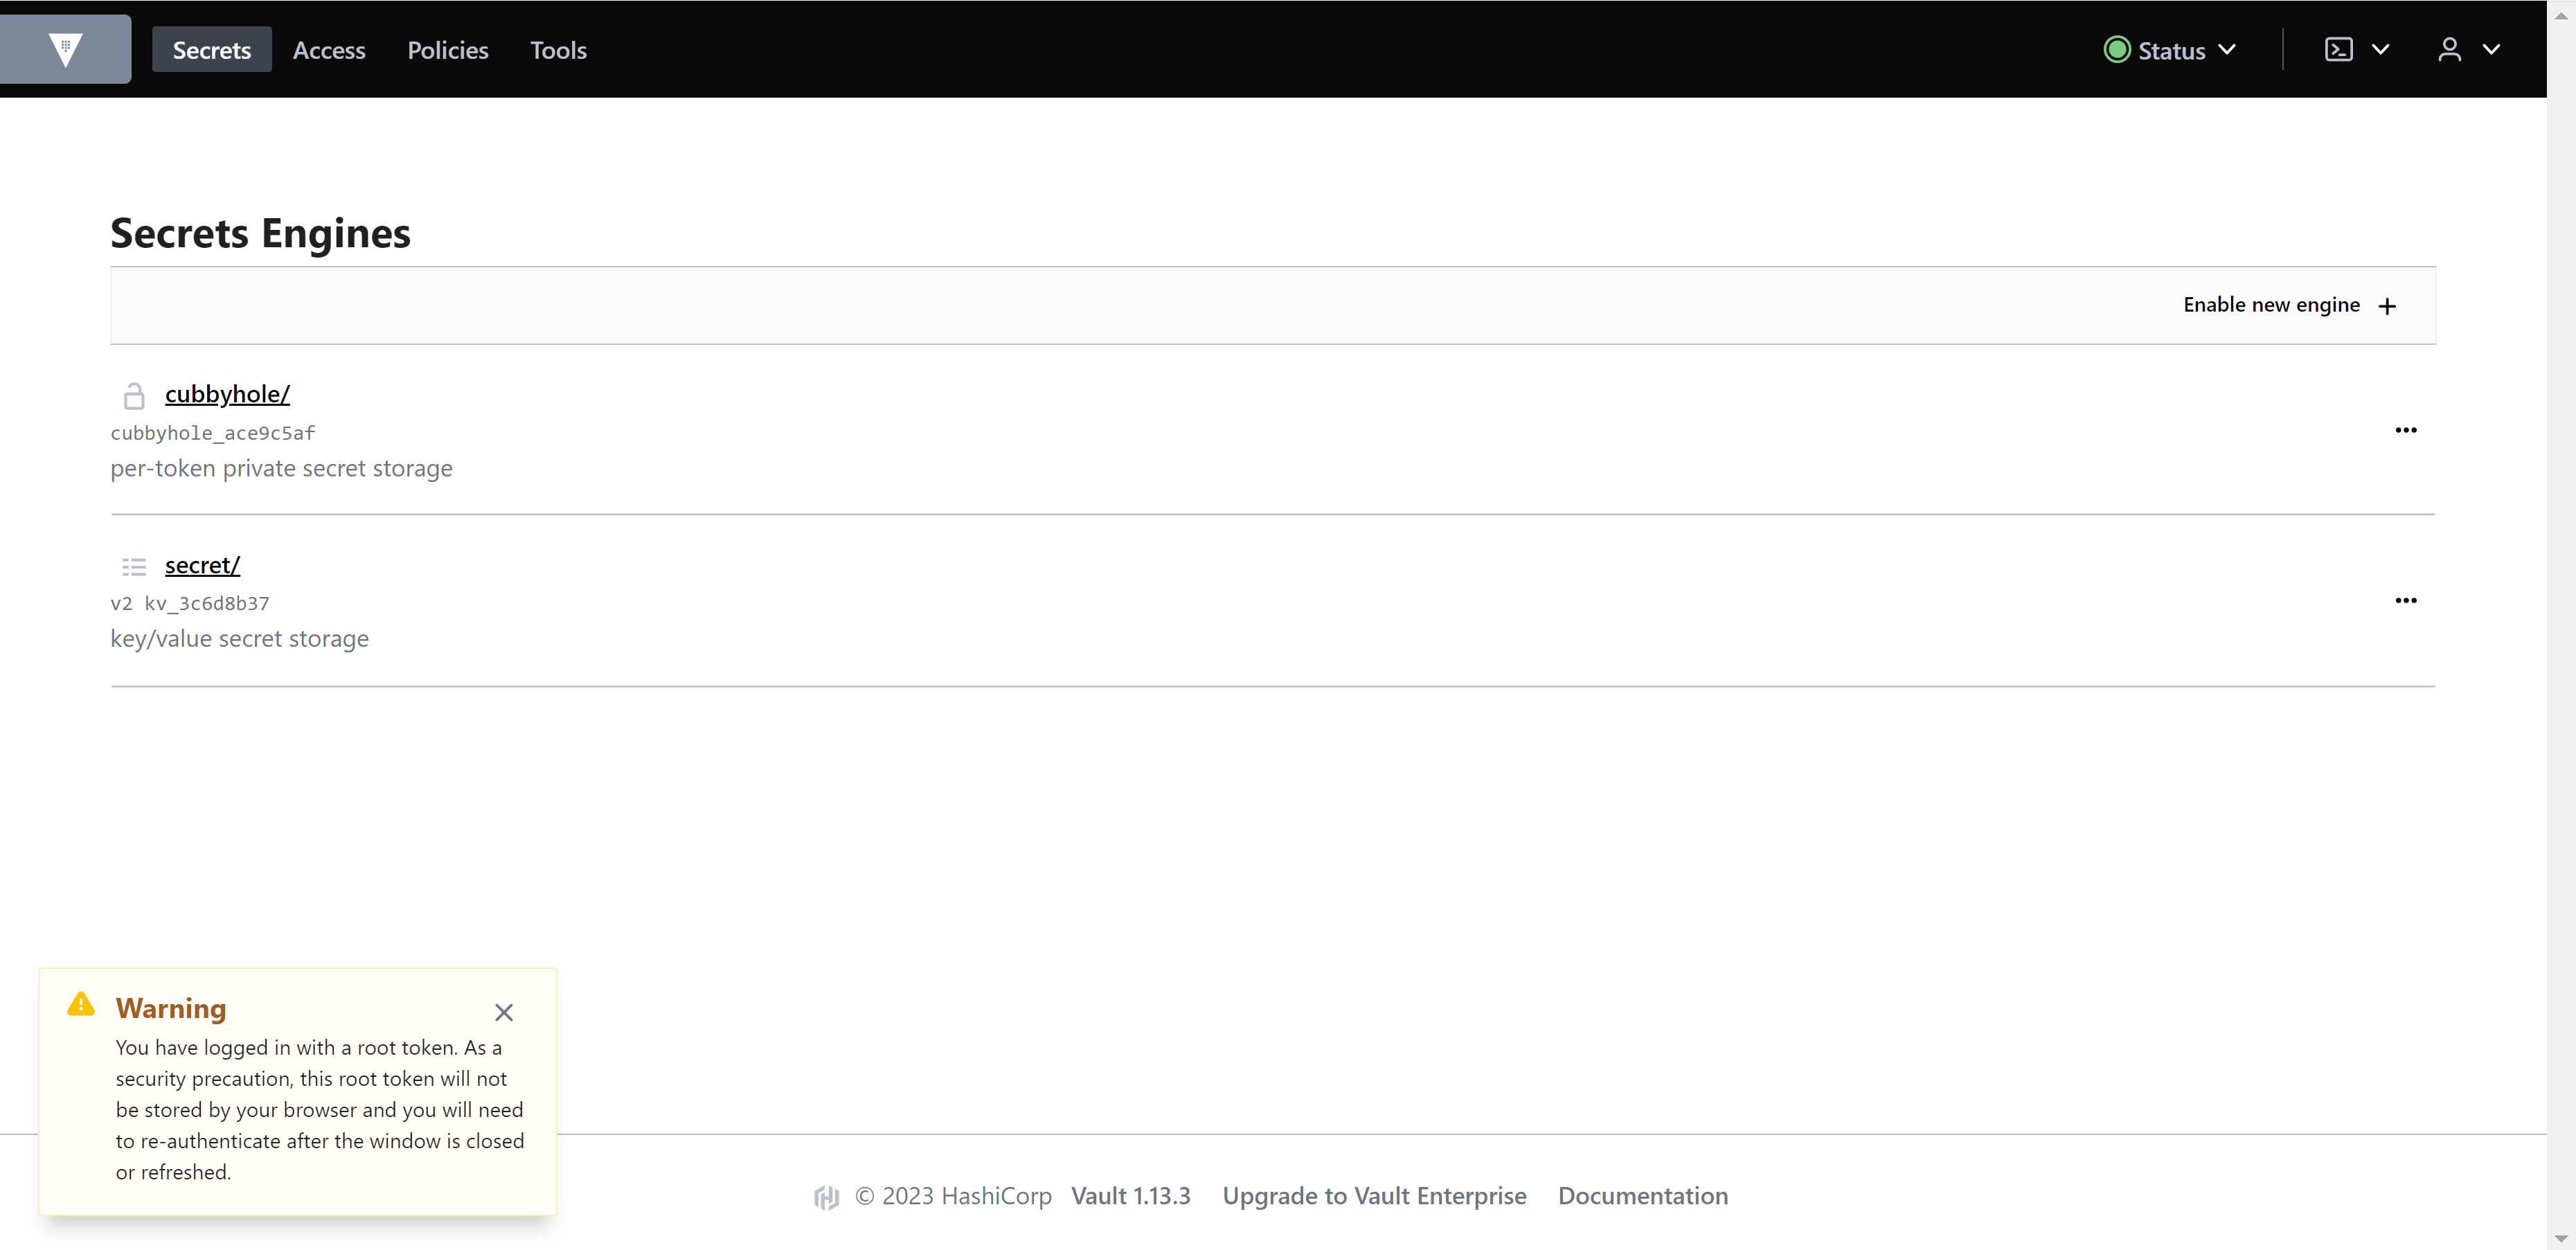 Secrets Access Policies Tools Status
Secrets Engines
Enable new engine
cubbyhole/
cubbyhole_ace9c5af
per-token private secret storage
secret/
v2 kv_3c6d8b37
key/value secret storage
Warning
You have logged in with a root token. As a
security precaution, this root token will not
be stored by your browser and you will need
to re-authenticate after the window is closed
or refreshed.
© 2023 HashiCorp Vault 1.13.3 Upgrade to Vault Enterprise Documentation